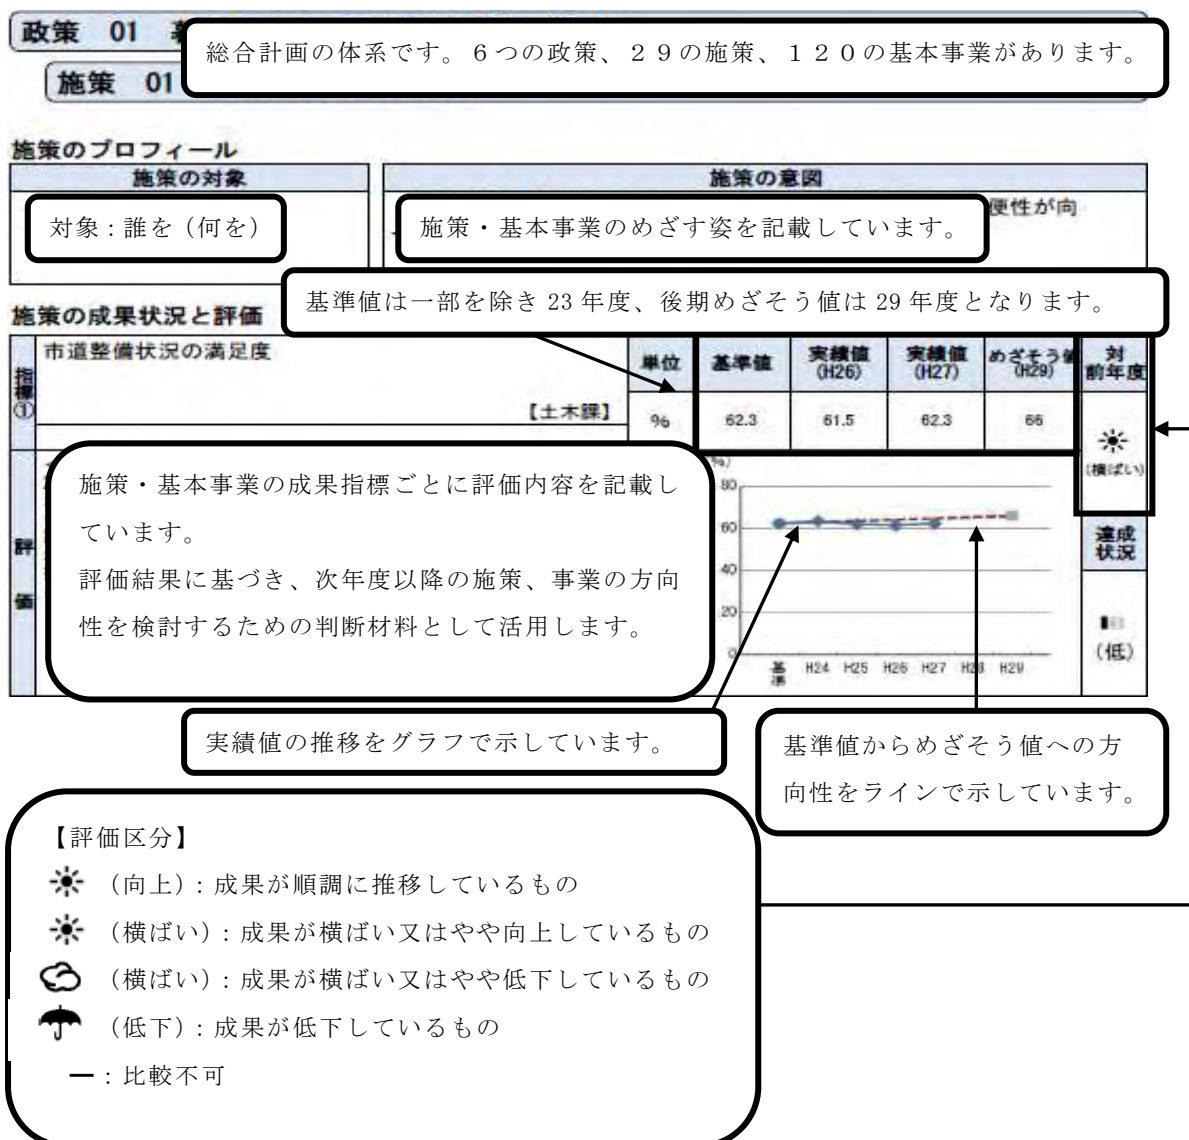 政策 01
総合計画の体系です。６つの政策、２９の施策、１２０の基本事業があります。
施策 01
施策のプロフィール
施策の対象
施策の意図
対象：誰を（何を）
施策・基本事業のめざす姿を記載しています。
便性が向
基準値は一部を除き 23 年度、後期めざそう値は 29 年度となります。
施策の成果状況と評価
指標①
市道整備状況の満足度
【土木課】
単位 基準値 実績値(H26) 実績値(H27) めざそう値(H29) 対前年度
% 62.3 61.5 62.3 66
(横ばい)
評価
施策・基本事業の成果指標ごとに評価内容を記載し
ています。
評価結果に基づき、次年度以降の施策、事業の方向
性を検討するための判断材料として活用します。
%)
80
60
40
20
0
基準 H24 H25 H26 H27 H28 H29
達成状況
(低)
実績値の推移をグラフで示しています。
基準値からめざそう値への方
向性をラインで示しています。
【評価区分】
（向上）：成果が順調に推移しているもの
（横ばい）：成果が横ばい又はやや向上しているもの
（横ばい）：成果が横ばい又はやや低下しているもの
（低下）：成果が低下しているもの
ー：比較不可